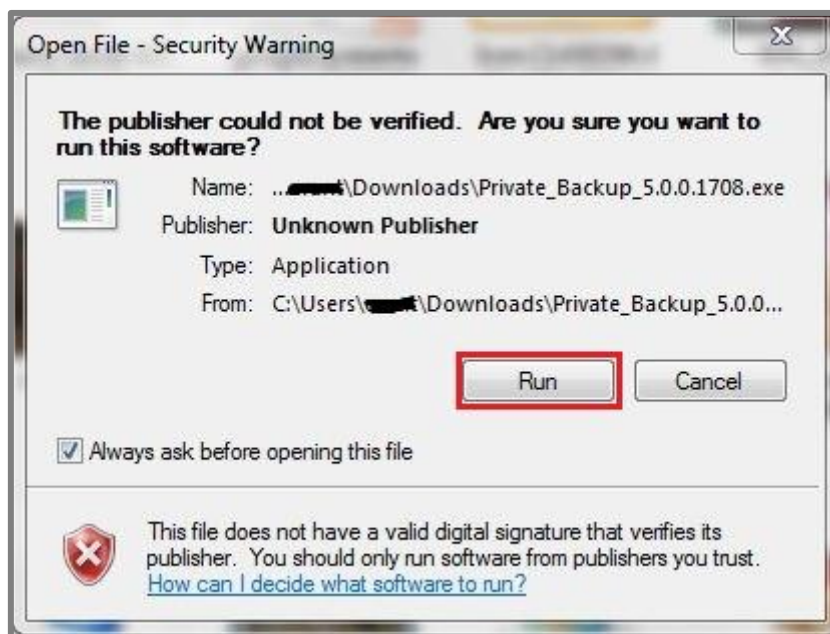 Open File - Security Warning
The publisher could not be verified. Are you sure you want to
run this software?
Name: ...\Downloads\Private_Backup_5.0.0.1708.exe
Publisher: Unknown Publisher
Type: Application
From: C:\Users\\Downloads\Private_Backup_5.0.0...
Run
Cancel
Always ask before opening this file
This file does not have a valid digital signature that verifies its
publisher. You should only run software from publishers you trust.
How can I decide what software to run?